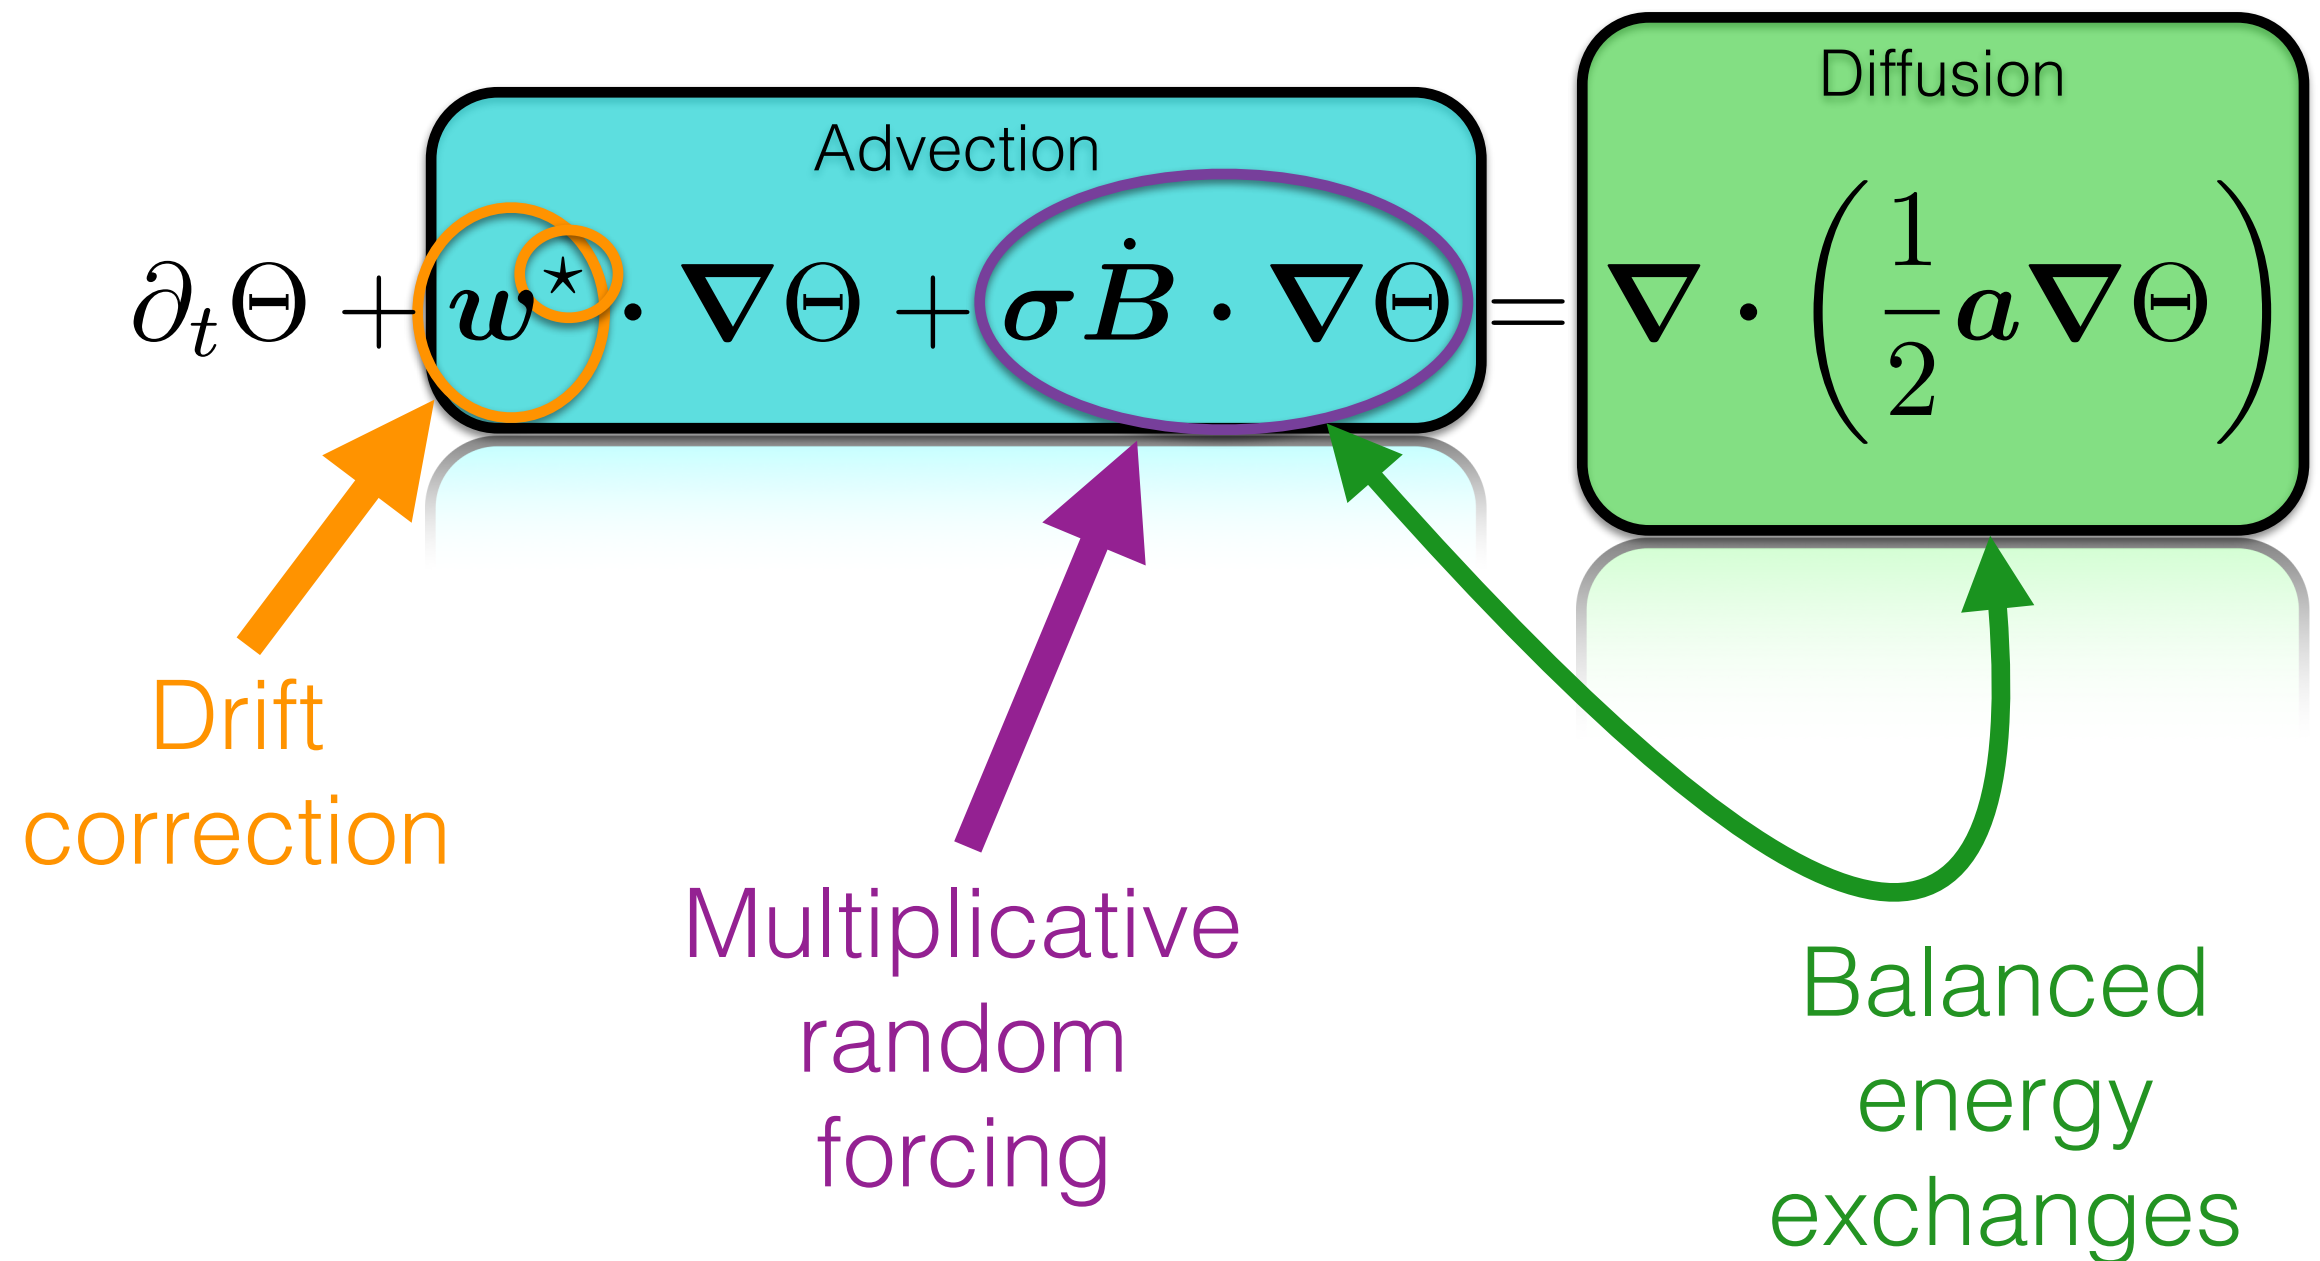 Diffusion
Advection
∂ₜΘ + w⋆ · ∇Θ + σḂ · ∇Θ = ∇ · (1/2 a∇Θ)
Drift
correction
Multiplicative
random
forcing
Balanced
energy
exchanges